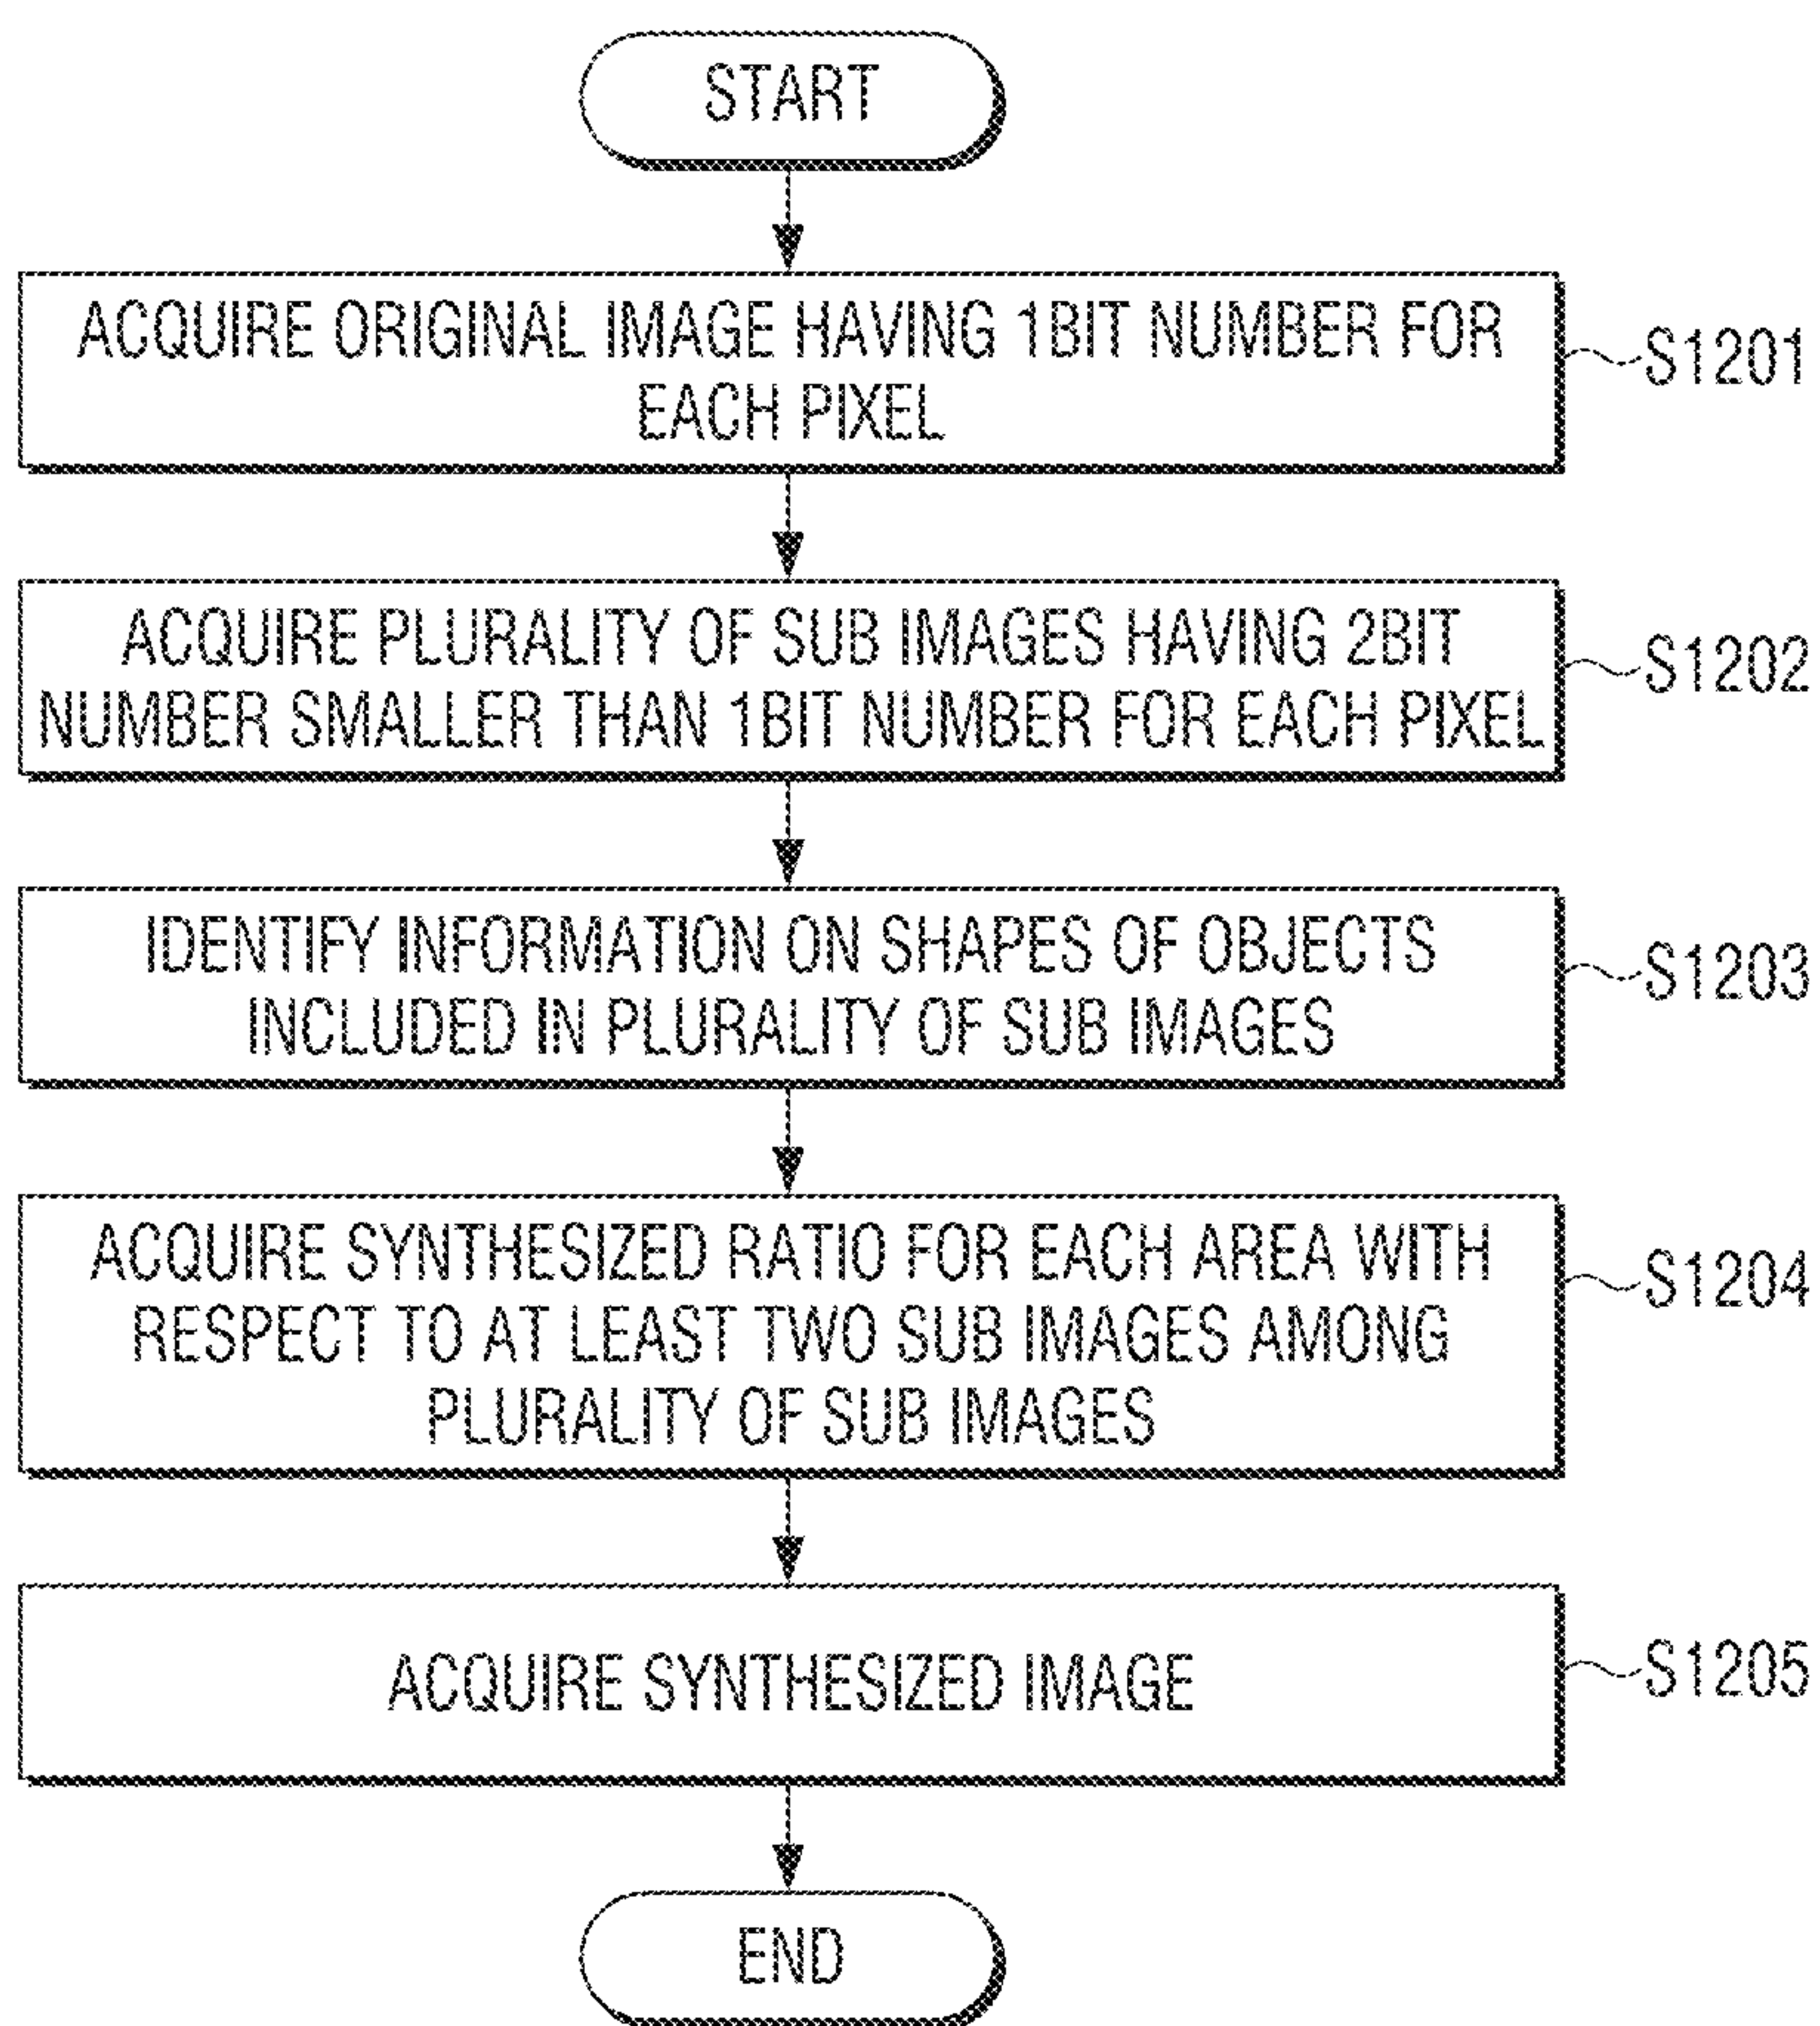 START
ACQUIRE ORIGINAL IMAGE HAVING 1BIT NUMBER FOR
EACH PIXEL
S1201
ACQUIRE PLURALITY OF SUB IMAGES HAVING 2BIT
NUMBER SMALLER THAN 1BIT NUMBER FOR EACH PIXEL
S1202
IDENTIFY INFORMATION ON SHAPES OF OBJECTS
INCLUDED IN PLURALITY OF SUB IMAGES
S1203
ACQUIRE SYNTHESIZED RATIO FOR EACH AREA WITH
RESPECT TO AT LEAST TWO SUB IMAGES AMONG
PLURALITY OF SUB IMAGES
S1204
ACQUIRE SYNTHESIZED IMAGE
S1205
END